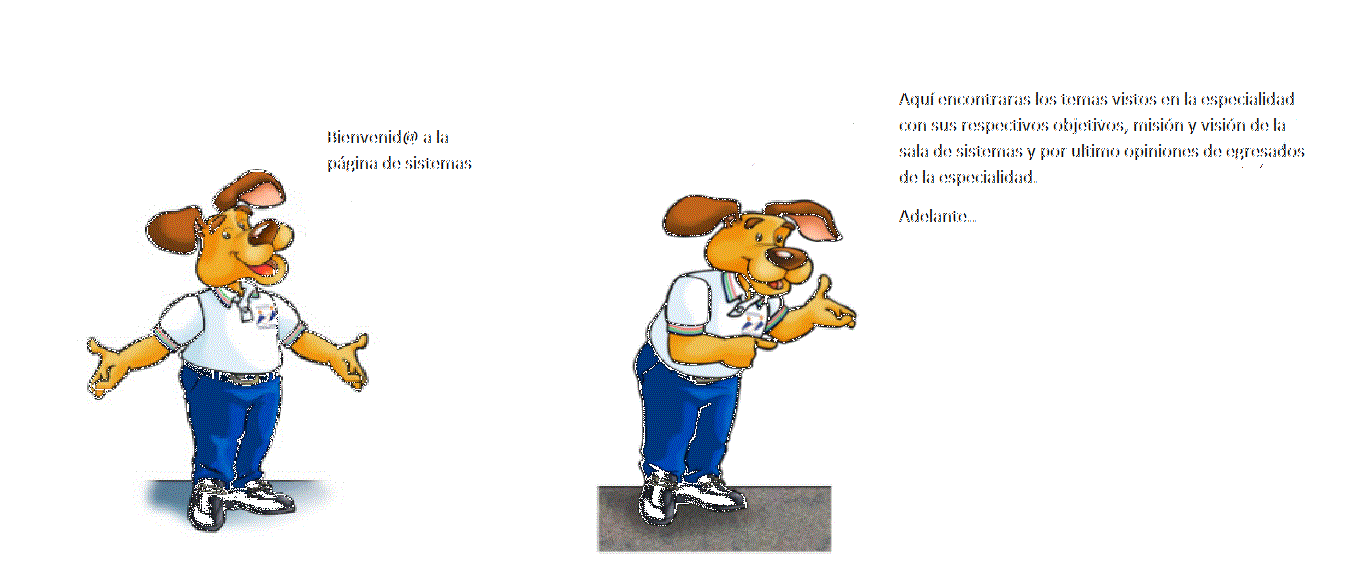 Bienvenid@ a la
página de sistemas
Aquí encontraras los temas vistos en la especialidad
con sus respectivos objetivos, misión y visión de la
sala de sistemas y por ultimo opiniones de egresados
de la especialidad.
Adelante...